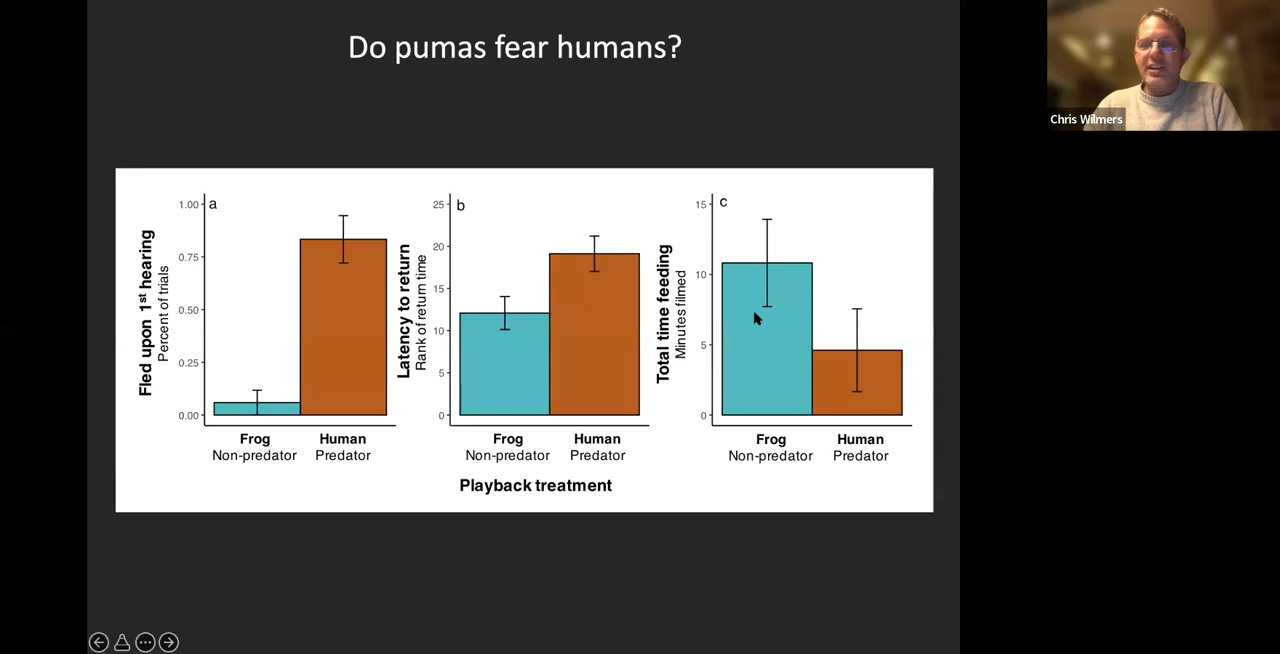 Do pumas fear humans?
Chris Wilmers
a
Fled upon 1st hearing
Percent of trials
1.00
0.75
0.50
0.25
0.00
Frog
Non-predator
Human
Predator
b
Latency to return
Rank of return time
25
20
15
10
5
0
Frog
Non-predator
Human
Predator
c
Total time feeding
Minutes filmed
15
10
5
0
Frog
Non-predator
Human
Predator
Playback treatment